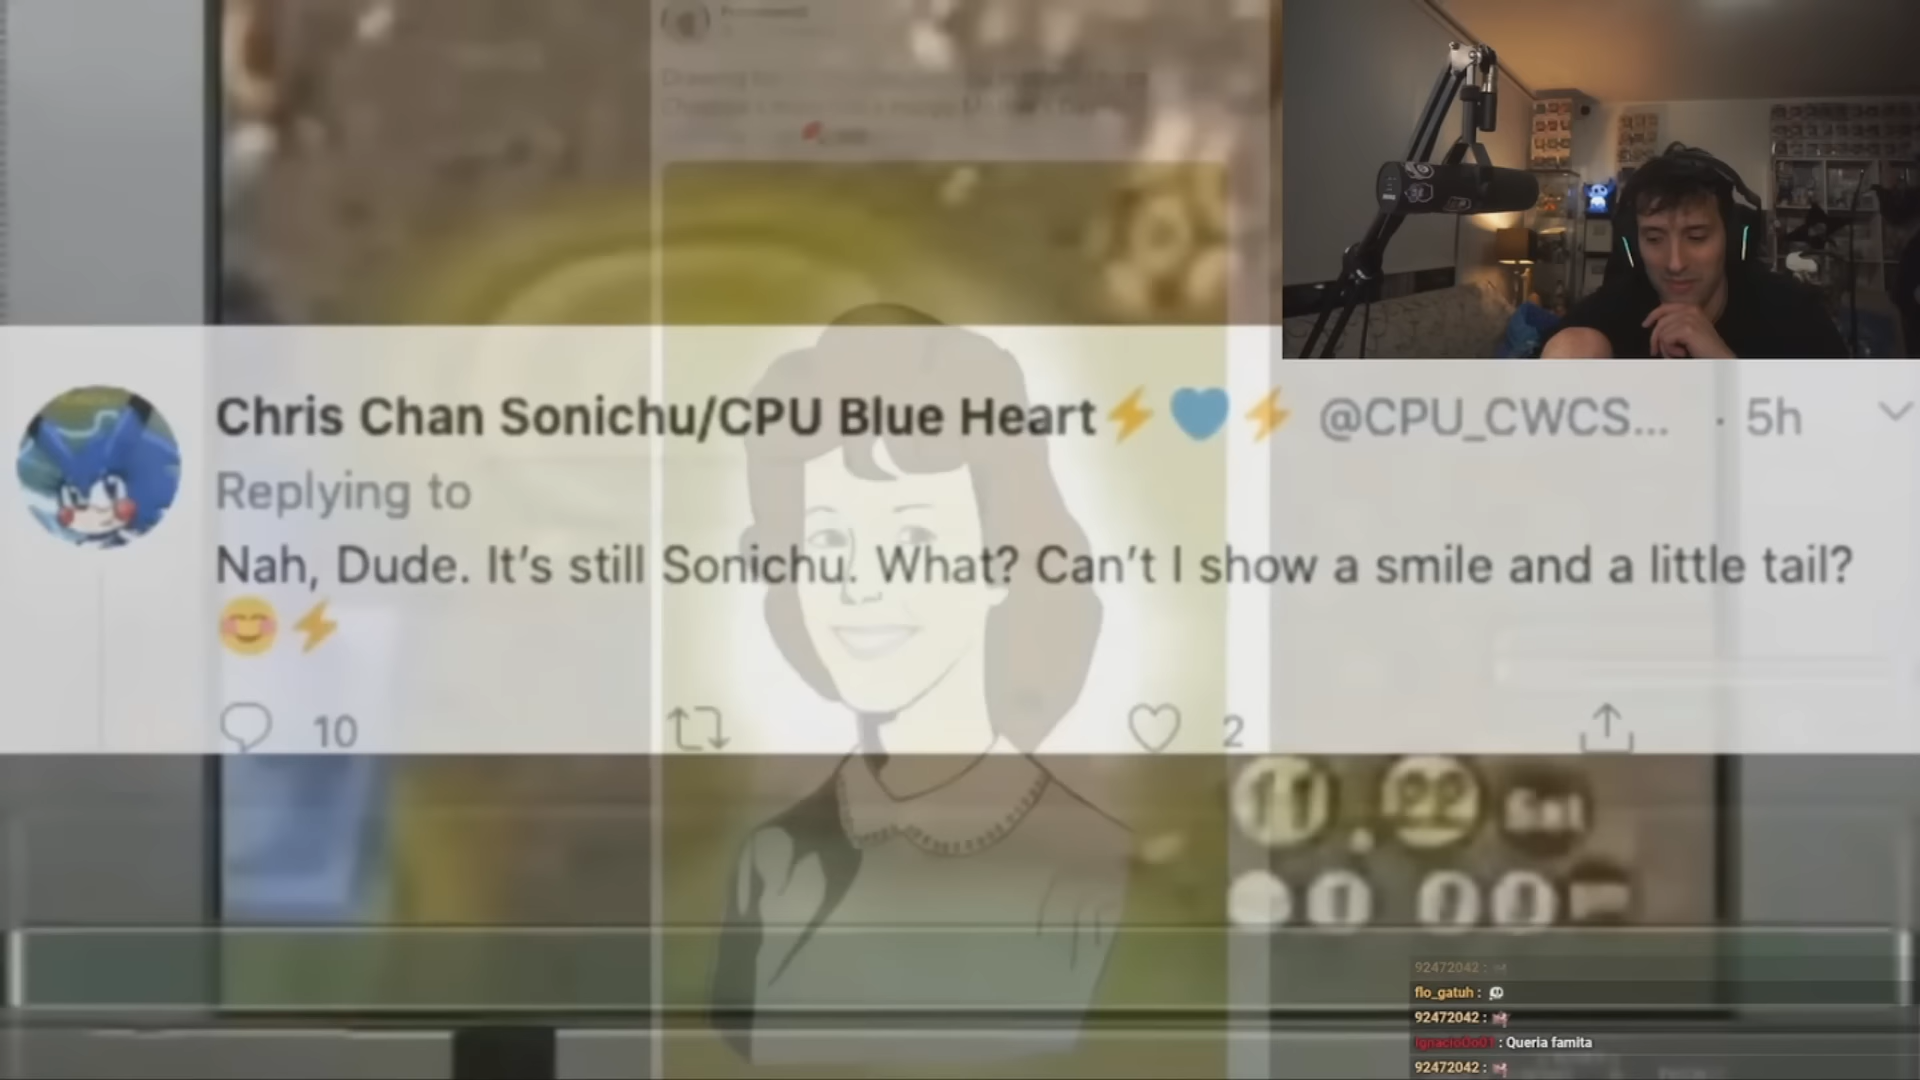 Chris Chan Sonichu/CPU Blue Heart⚡💙⚡ @CPU_CWCS... · 5h
Replying to
Nah, Dude. It's still Sonichu. What? Can't I show a smile and a little tail?
😊⚡
10 2
92472042 :
flo_gatuh :
92472042 :
: Queria famita
92472042 :